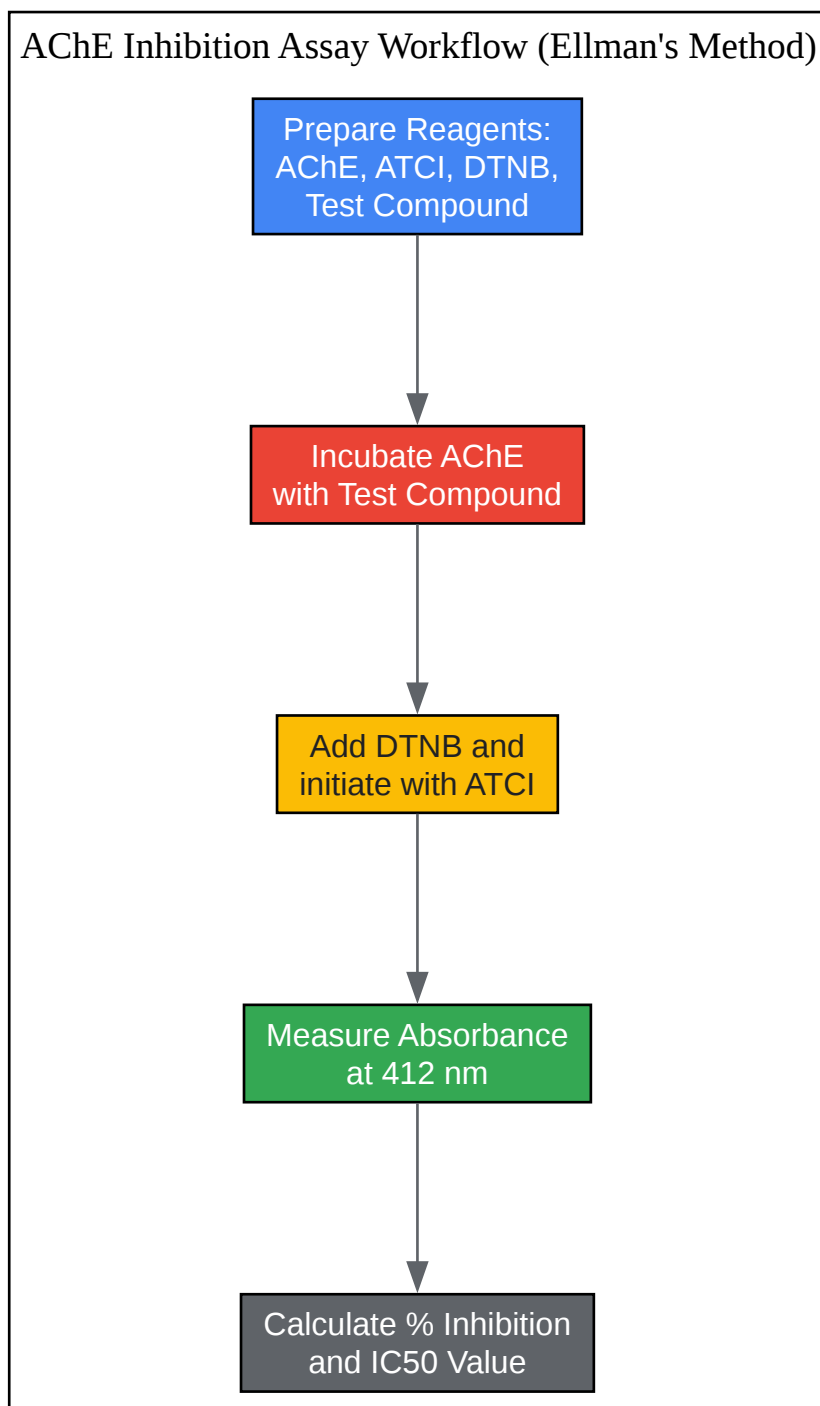 AChE Inhibition Assay Workflow (Ellman's Method)
Prepare Reagents:
AChE, ATCI, DTNB,
Test Compound
Incubate AChE
with Test Compound
Add DTNB and
initiate with ATCI
Measure Absorbance
at 412 nm
Calculate % Inhibition
and IC50 Value